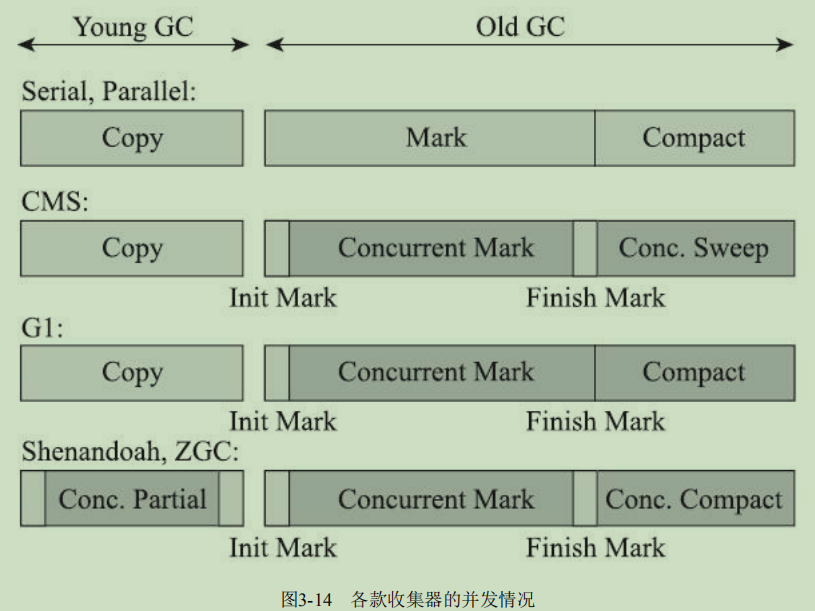 Young GC
Old GC
Serial, Parallel:
Copy
Mark
Compact
CMS:
Copy
Concurrent Mark
Conc. Sweep
Init Mark
Finish Mark
G1:
Copy
Concurrent Mark
Compact
Init Mark
Finish Mark
Shenandoah, ZGC:
Conc. Partial
Concurrent Mark
Conc. Compact
Init Mark
Finish Mark
图3-14 各款收集器的并发情况